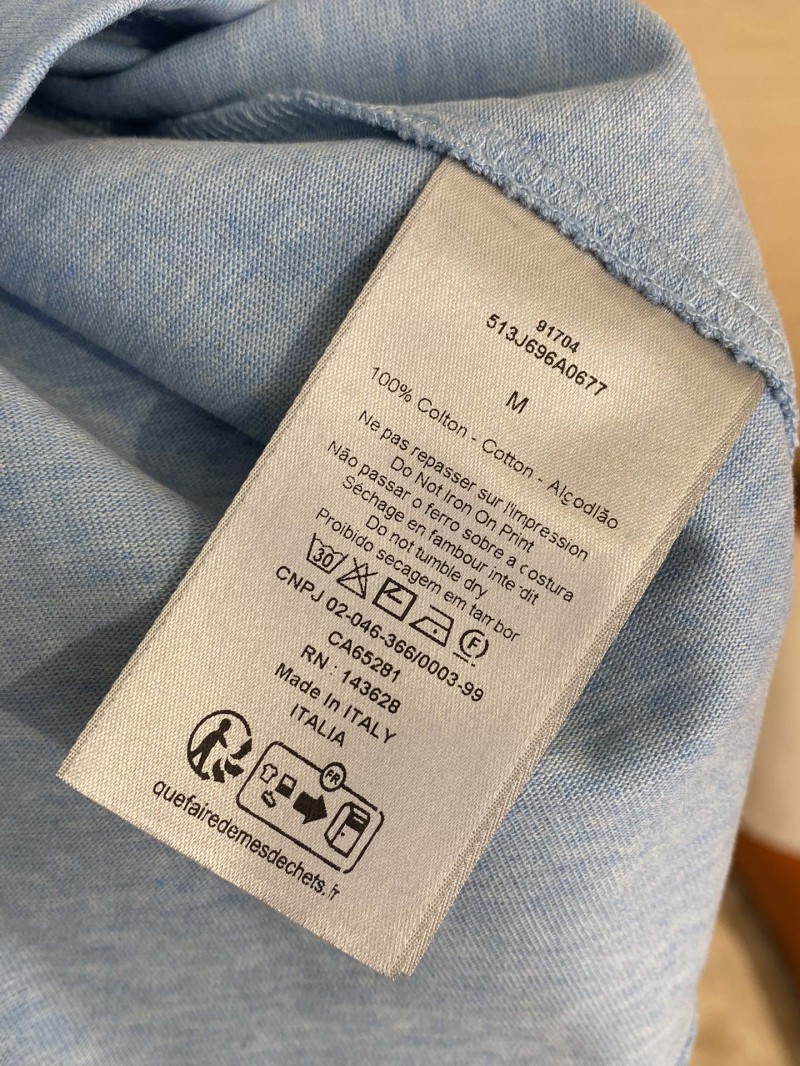 91704
513J696A0677
M
100% Colton - Cotton - Algodlão
Ne pas repasser sur l'impression
Do Not Iron On Print
Não passar o ferro sobre a costura
Séchage en fambour inte dit
Do not tumble dry
Proibido secagem em tambor
30 F
CNPJ 02-046-366/0003-99
CA65281
RN : 143628
Made In ITALY
ITALIA
FR
quefairedemesdechets.fr